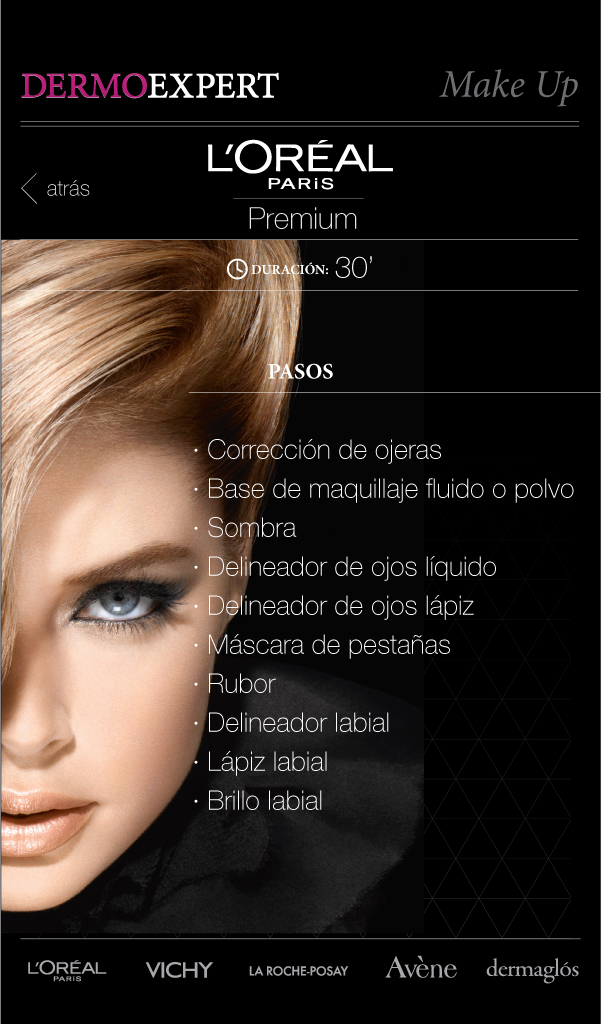 DERMOEXPERT
Make Up
L'ORÉAL
PARiS
atrás
Premium
DURACIÓN: 30'
PASOS
· Corrección de ojeras
· Base de maquillaje fluido o polvo
· Sombra
· Delineador de ojos líquido
· Delineador de ojos lápiz
· Máscara de pestañas
· Rubor
· Delineador labial
· Lápiz labial
· Brillo labial
L'ORÉAL
PARiS
VICHY
LA ROCHE-POSAY
Avène
dermaglós